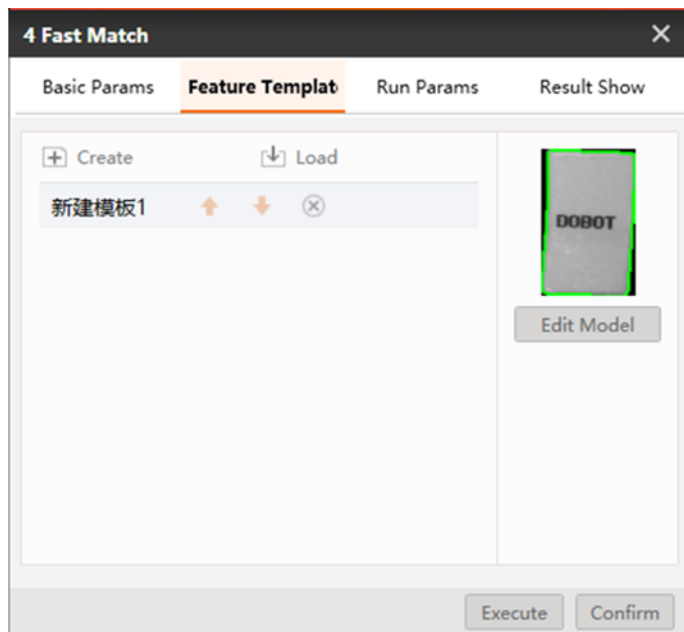 4 Fast Match
Basic Params Feature Templat Run Params Result Show
Create Load
新建模板1
DOBOT
Edit Model
Execute Confirm